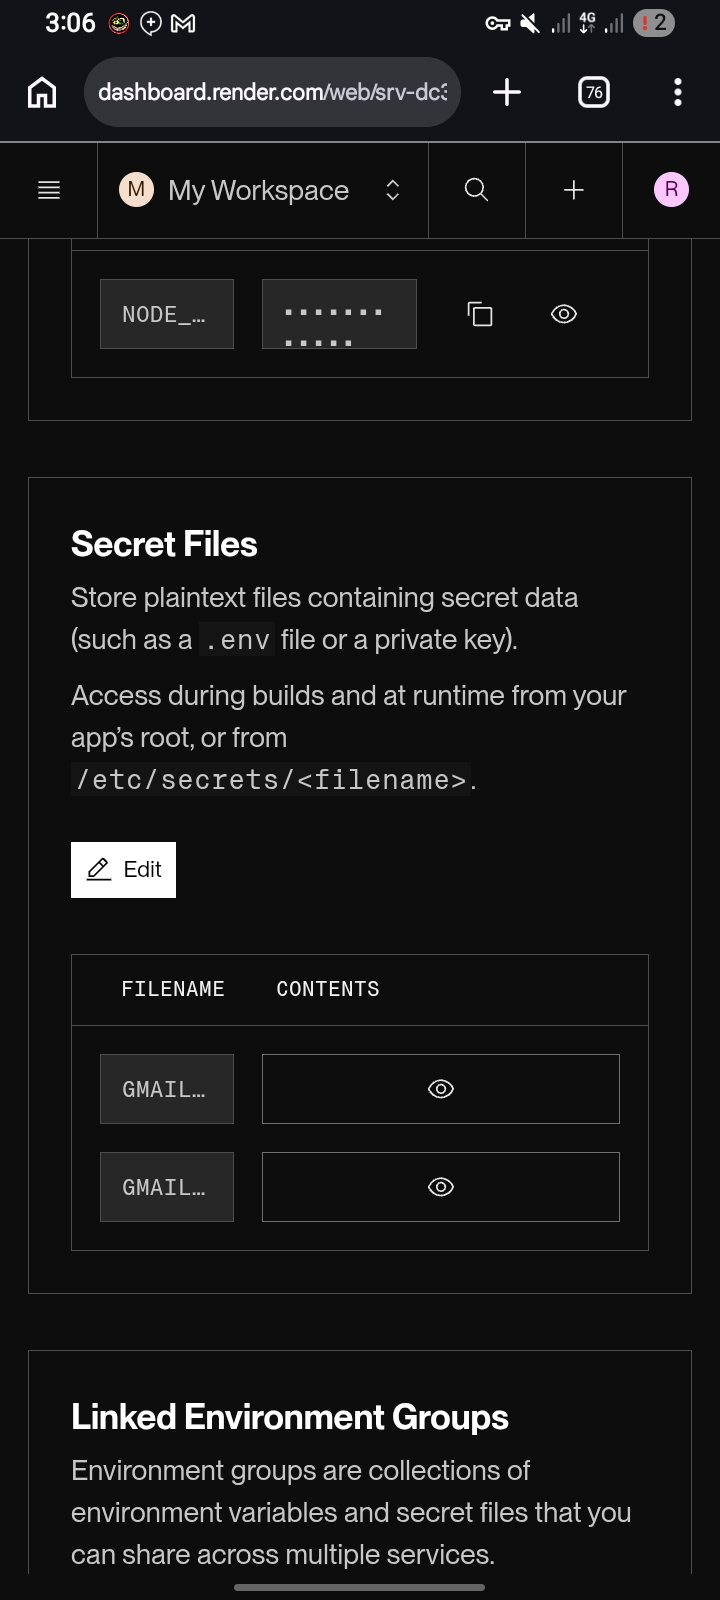 3:06
4G
! 2
dashboard.render.com/web/srv-dc3
76
M My Workspace
R
NODE_…
Secret Files
Store plaintext files containing secret data
(such as a .env file or a private key).
Access during builds and at runtime from your
app's root, or from
/etc/secrets/<filename>.
Edit
FILENAME CONTENTS
GMAIL…
GMAIL…
Linked Environment Groups
Environment groups are collections of
environment variables and secret files that you
can share across multiple services.